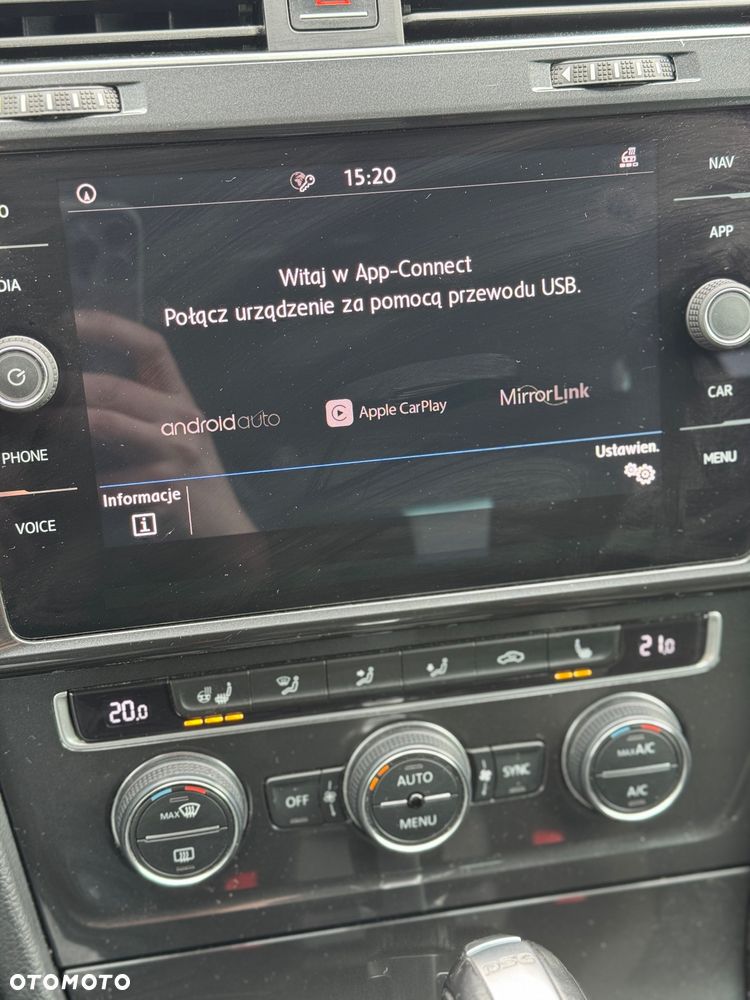 15:20
NAV
APP
Witaj w App-Connect
Połącz urządzenie za pomocą przewodu USB.
androidauto
Apple CarPlay
MirrorLink
CAR
PHONE
MENU
Ustawien.
Informacje
i
VOICE
20.0
21.0
MAX
OFF
AUTO
MENU
SYNC
MAX A/C
A/C
DSG
OTOMOTO